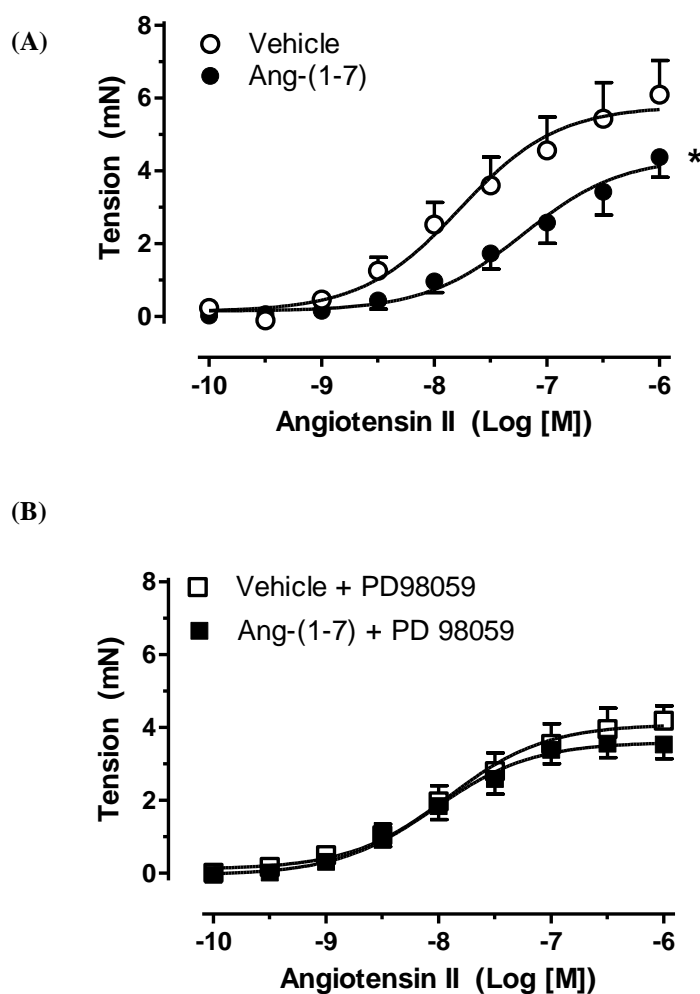 (A)
8
6
4
2
0
Tension (mN)
Vehicle
Ang-(1-7)
*
-10 -9 -8 -7 -6
Angiotensin II (Log [M])
(B)
8
6
4
2
0
Tension (mN)
Vehicle + PD98059
Ang-(1-7) + PD 98059
-10 -9 -8 -7 -6
Angiotensin II (Log [M])